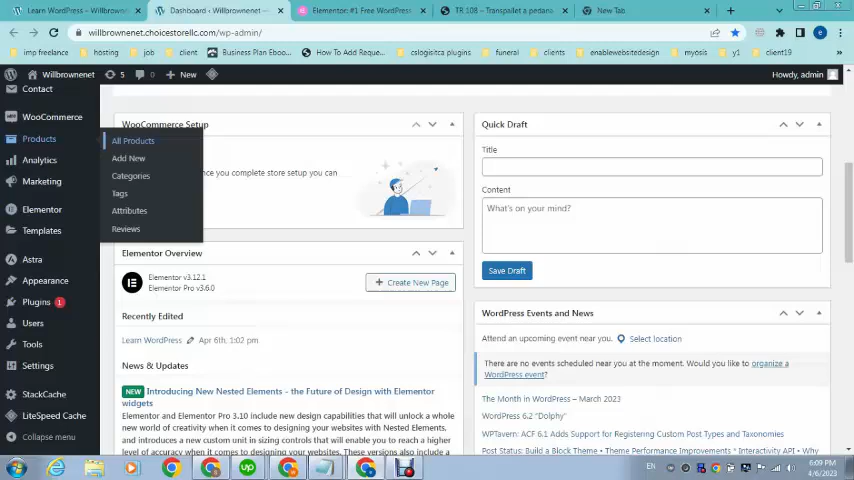 Learn Products – Willbrownenet
Dashboard ‹ Willbrownenet —
Elementor: #1 Free WordPress
TR 108 – Transpallet a pedana
New Tab
willbrownenet.choicestorellc.com/wp-admin/
imp freelance
hosting
job
client
Business Plan Ebook...
How To Add Reque...
cslogisitca plugins
funeral
clients
enablewebsitedesign
myosis
y1
client19
»
Willbrownenet
5
0
+ New
Howdy, admin
Contact
WooCommerce
Products
Analytics
Marketing
Elementor
Templates
Astra
Appearance
Plugins 1
Users
Tools
Settings
StackCache
LiteSpeed Cache
Collapse menu
All Products
Add New
Categories
Tags
Attributes
Reviews
WooCommerce Setup
once you complete store setup you can
Elementor Overview
Elementor v3.12.1
Elementor Pro v3.6.0
+ Create New Page
Recently Edited
Learn WordPress
Apr 6th, 1:02 pm
News & Updates
NEW Introducing New Nested Elements - the Future of Design with Elementor
widgets
Elementor and Elementor Pro 3.10 include new design capabilities that will unlock a whole
new world of creativity when it comes to designing your websites with Nested Elements,
and introduces a new custom unit in sizing controls that will enable you to reach a higher
level of accuracy when it comes to designing your websites. These versions also include a
Quick Draft
Title
Content
What's on your mind?
Save Draft
WordPress Events and News
Attend an upcoming event near you.
Select location
There are no events scheduled near you at the moment. Would you like to organize a
WordPress event?
The Month in WordPress – March 2023
WordPress 6.2 "Dolphy"
WPTavern: ACF 6.1 Adds Support for Registering Custom Post Types and Taxonomies
Post Status: Build a Block Theme • Theme Performance Improvements • Interactivity API • Why
EN
6:09 PM
4/6/2023